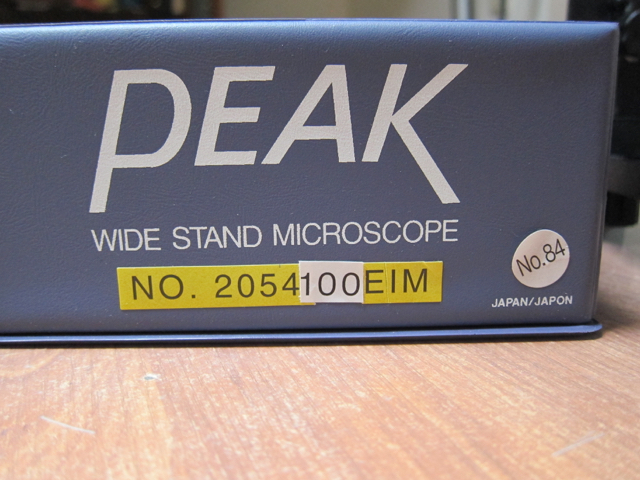 PEAK
WIDE STAND MICROSCOPE
NO. 2054100EIM
No.84
JAPAN/JAPON